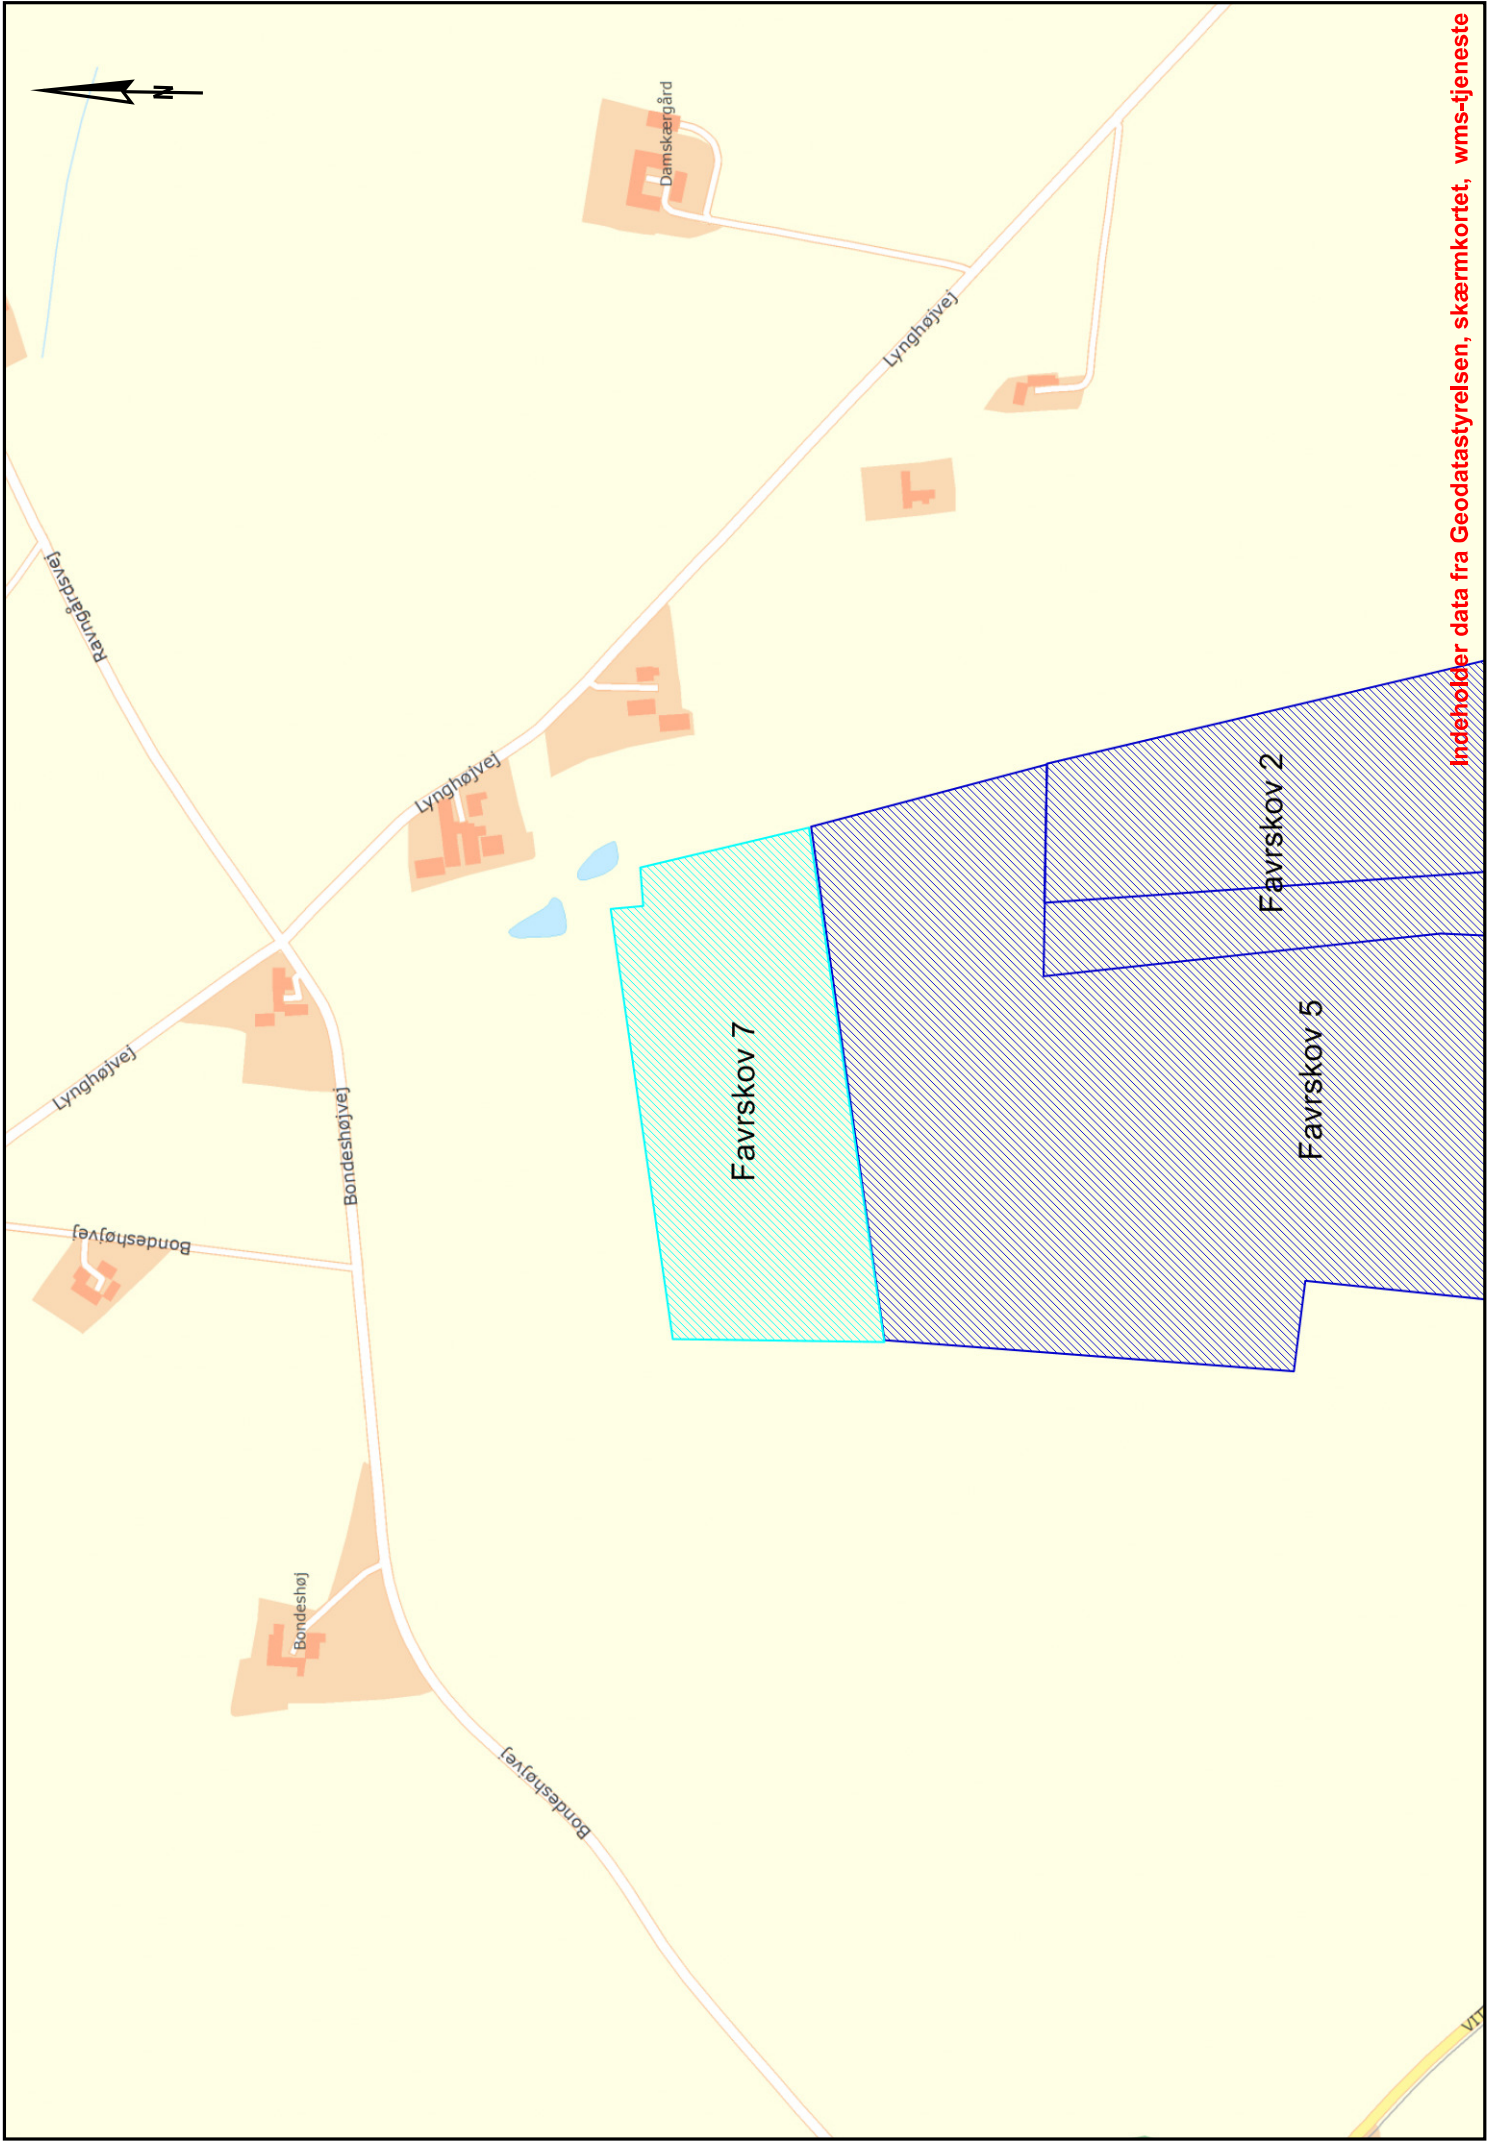 N
Ravngårdsvej
Damskærgård
Lynghøjvej
Lynghøjvej
Lynghøjvej
Bondeshøjvej
Bondeshøjvej
Bondeshøj
Bondeshøjvej
Favrskov 7
Favrskov 2
Favrskov 5
Indeholder data fra Geodatastyrelsen, skærmkortet, wms-tjeneste